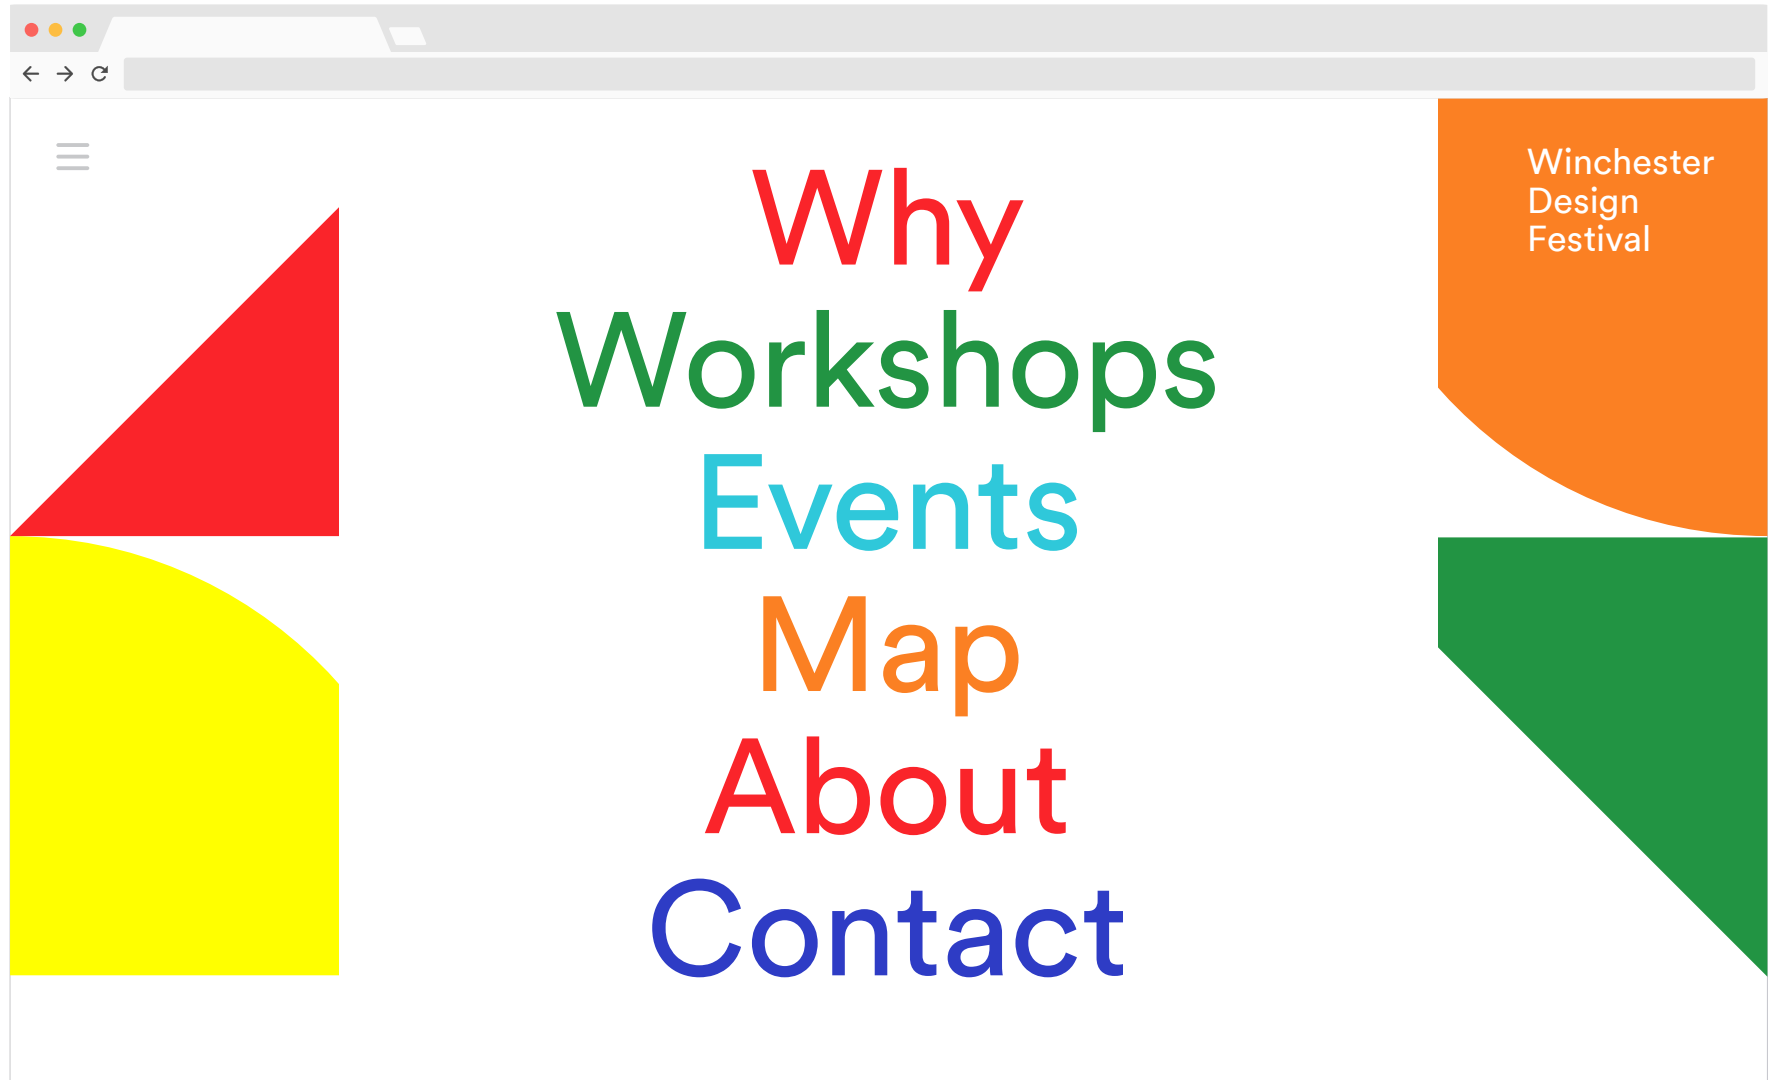 Winchester
Design
Festival
Why
Workshops
Events
Map
About
Contact